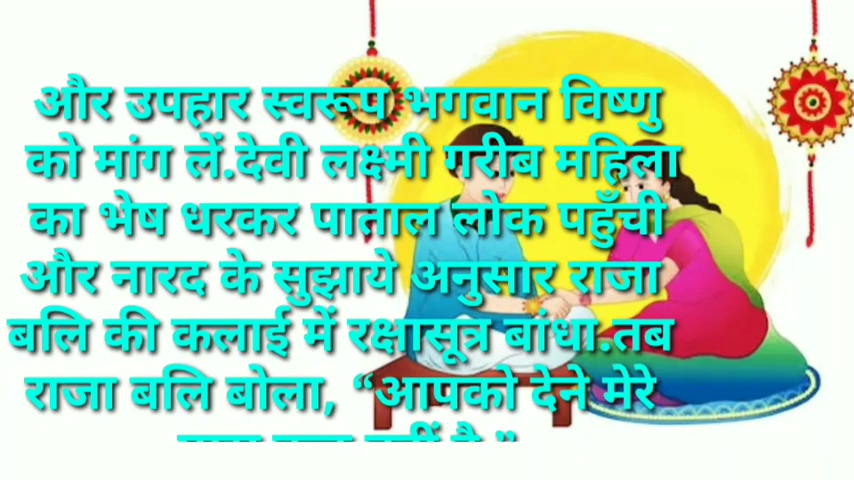 और उपहार स्वरूप भगवान विष्णु
को मांग लें.देवी लक्ष्मी गरीब महिला
का भेष धरकर पाताल लोक पहुँची
और नारद के सुझाये अनुसार राजा
बलि की कलाई में रक्षासूत्र बांधा.तब
राजा बलि बोला, “आपको देने मेरे